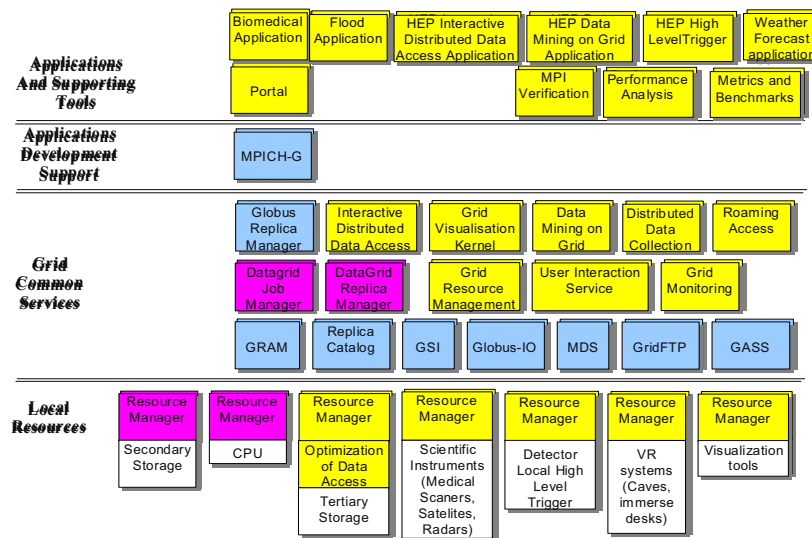 Biomedical
Application
Flood
Application
HEP Interactive
Distributed Data
Access Application
HEP Data
Mining on Grid
Application
HEP High
LevelTrigger
Weather
Forecast
application
Applications
And Supporting
Tools
Portal
MPI
Verification
Performance
Analysis
Metrics and
Benchmarks
Applications
Development
Support
MPICH-G
Globus
Replica
Manager
Interactive
Distributed
Data Access
Grid
Visualisation
Kernel
Data
Mining on
Grid
Distributed
Data
Collection
Roaming
Access
Grid
Common
Services
Datagrid
Job
Manager
DataGrid
Replica
Manager
Grid
Resource
Management
User Interaction
Service
Grid
Monitoring
GRAM
Replica
Catalog
GSI
Globus-IO
MDS
GridFTP
GASS
Local
Resources
Resource
Manager
Secondary
Storage
Resource
Manager
CPU
Resource
Manager
Optimization
of Data
Access
Tertiary
Storage
Resource
Manager
Scientific
Instruments
(Medical
Scaners,
Satelites,
Radars)
Resource
Manager
Detector
Local High
Level
Trigger
Resource
Manager
VR
systems
(Caves,
immerse
desks)
Resource
Manager
Visualization
tools